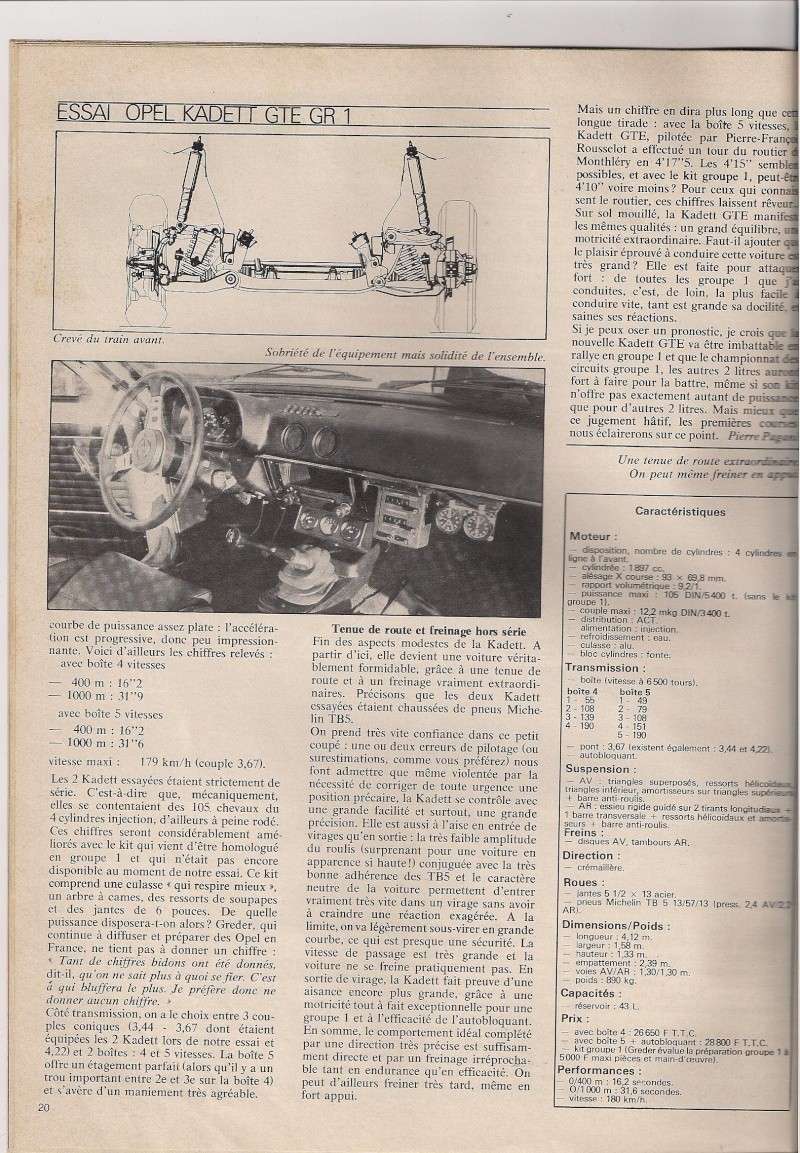 ESSAI OPEL KADETT GTE GR 1
Crevé du train avant.
Sobriété de l'équipement mais solidité de l'ensemble.
courbe de puissance assez plate : l'accéléra-
tion est progressive, donc peu impression-
nante. Voici d'ailleurs les chiffres relevés :
avec boîte 4 vitesses
— 400 m : 16"2
— 1000 m : 31"9
avec boîte 5 vitesses
— 400 m : 16"2
— 1000 m : 31"6
vitesse maxi : 179 km/h (couple 3,67).
Les 2 Kadett essayées étaient strictement de
série. C'est-à-dire que, mécaniquement,
elles se contentaient des 105 chevaux du
4 cylindres injection, d'ailleurs à peine rodé.
Ces chiffres seront considérablement amé-
liorés avec le kit qui vient d'être homologué
en groupe 1 et qui n'était pas encore
disponible au moment de notre essai. Ce kit
comprend une culasse « qui respire mieux »,
un arbre à cames, des ressorts de soupapes
et des jantes de 6 pouces. De quelle
puissance disposera-t-on alors? Greder, qui
continue à diffuser et préparer des Opel en
France, ne tient pas à donner un chiffre :
« Tant de chiffres bidons ont été donnés,
dit-il, qu'on ne sait plus à quoi se fier. C'est
à qui bluffera le plus. Je préfère donc ne
donner aucun chiffre. »
Côté transmission, on a le choix entre 3 cou-
ples coniques (3,44 - 3,67 dont étaient
équipées les 2 Kadett lors de notre essai et
4,22) et 2 boîtes : 4 et 5 vitesses. La boîte 5
offre un étagement parfait (alors qu'il y a un
trou important entre 2e et 3e sur la boîte 4)
et s'avère d'un maniement très agréable.
20
Tenue de route et freinage hors série
Fin des aspects modestes de la Kadett. A
partir d'ici, elle devient une voiture vérita-
blement formidable, grâce à une tenue de
route et à un freinage vraiment extraordi-
naires. Précisons que les deux Kadett
essayées étaient chaussées de pneus Miche-
lin TB5.
On prend très vite confiance dans ce petit
coupé : une ou deux erreurs de pilotage (ou
surestimations, comme vous préférez) nous
font admettre que même violentée par la
nécessité de corriger de toute urgence une
position précaire, la Kadett se contrôle avec
une grande facilité et surtout, une grande
précision. Elle est aussi à l'aise en entrée de
virages qu'en sortie : la très faible amplitude
du roulis (surprenant pour une voiture en
apparence si haute!) conjuguée avec la très
bonne adhérence des TB5 et le caractère
neutre de la voiture permettent d'entrer
vraiment très vite dans un virage sans avoir
à craindre une réaction exagérée. A la
limite, on va légèrement sous-virer en grande
courbe, ce qui est presque une sécurité. La
vitesse de passage est très grande et la
voiture ne se freine pratiquement pas. En
sortie de virage, la Kadett fait preuve d'une
aisance encore plus grande, grâce à une
motricité tout à fait exceptionnelle pour une
groupe 1 et à l'efficacité de l'autobloquant.
En somme, le comportement idéal complété
par une direction très précise est suffisam-
ment directe et par un freinage irréprocha-
ble tant en endurance qu'en efficacité. On
peut d'ailleurs freiner très tard, même en
fort appui.
Mais un chiffre en dira plus long que
longue tirade : avec la boîte 5 vitesses,
Kadett GTE, pilotée par Pierre-Franço
Rousselot a effectué un tour du routier
Monthléry en 4'17"5. Les 4'15" semble
possibles, et avec le kit groupe 1, peut-êt
4'10" voire moins? Pour ceux qui connais
sent le routier, ces chiffres laissent rêveur.
Sur sol mouillé, la Kadett GTE manifes
les mêmes qualités : un grand équilibre, un
motricité extraordinaire. Faut-il ajouter qu
le plaisir éprouvé à conduire cette voiture es
très grand? Elle est faite pour attaque
fort : de toutes les groupe 1 que j'a
conduites, c'est, de loin, la plus facile à
conduire vite, tant est grande sa docilité, et
saines ses réactions.
Si je peux oser un pronostic, je crois que la
nouvelle Kadett GTE va être imbattable en
rallye en groupe 1 et que le championnat des
circuits groupe 1, les autres 2 litres auront
fort à faire pour la battre, même si son kit
n'offre pas exactement autant de puissance
que pour d'autres 2 litres. Mais mieux que
ce jugement hâtif, les premières courses
nous éclairerons sur ce point. Pierre Pagani
Une tenue de route extraordinaire
On peut même freiner en appui
Caractéristiques
Moteur :
— disposition, nombre de cylindres : 4 cylindres en
ligne à l'avant.
— cylindrée : 1 897 cc.
— alésage X course : 93 × 69,8 mm.
— rapport volumétrique : 9,2/1.
— puissance maxi : 105 DIN/5 400 t. (sans le kit
groupe 1).
— couple maxi : 12,2 mkg DIN/3 400 t.
— distribution : ACT.
alimentation : injection.
— refroidissement : eau.
— culasse : alu.
— bloc cylindres : fonte.
Transmission :
— boîte (vitesse à 6 500 tours).
boîte 4 boîte 5
1 - 55 1 - 49
2 - 108 2 - 79
3 - 139 3 - 108
4 - 190 4 - 151
5 - 190
— pont : 3,67 (existent également : 3,44 et 4,22).
— autobloquant.
Suspension :
— AV : triangles superposés, ressorts hélicoïdaux,
triangles inférieur, amortisseurs sur triangles supérieurs
+ barre anti-roulis.
— AR : essieu rigide guidé sur 2 tirants longitudiaux +
1 barre transversale + ressorts hélicoïdaux et amortis-
seurs + barre anti-roulis.
Freins :
— disques AV, tambours AR.
Direction :
— crémaillère.
Roues :
— jantes 5 1/2 × 13 acier.
— pneus Michelin TB 5 13/57/13 (press. 2,4 AV 2,2
AR).
Dimensions/Poids :
— longueur : 4,12 m.
— largeur : 1,58 m.
— hauteur : 1,33 m.
— empattement : 2,39 m.
— voies AV/AR : 1,30/1,30 m.
— poids : 890 kg.
Capacités :
— réservoir : 43 L.
Prix :
— avec boîte 4 : 26 650 F T.T.C.
— avec boîte 5 + autobloquant : 28 800 F T.T.C.
— kit groupe 1 (Greder évalue la préparation groupe 1 à
5 000 F maxi pièces et main-d'œuvre).
Performances :
— 0/400 m : 16,2 secondes.
— 0/1 000 m : 31,6 secondes.
— vitesse : 180 km/h.